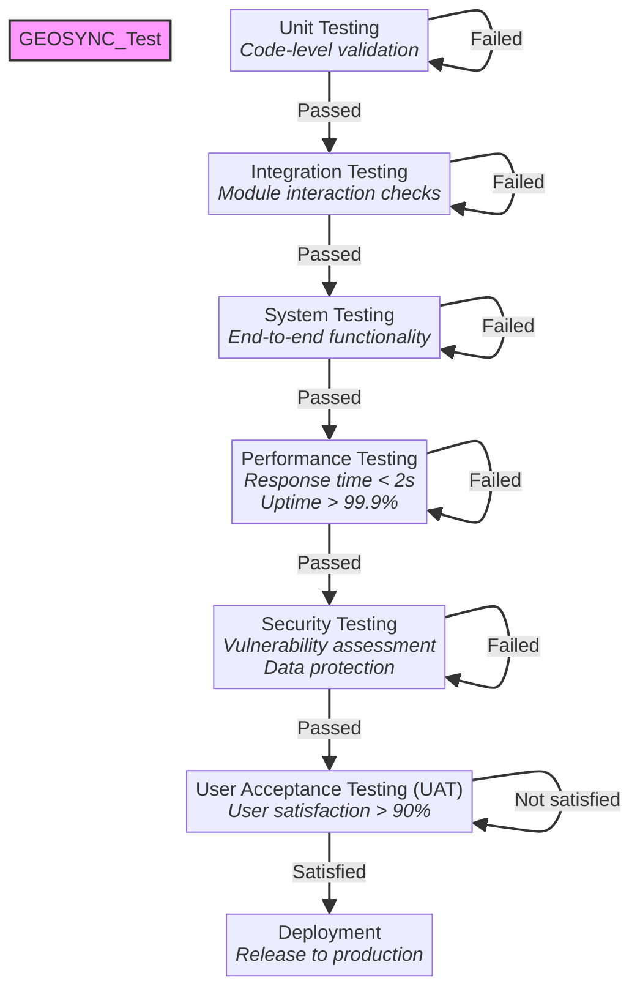 GEOSYNC_Test
Unit Testing
Code-level validation
Failed
Passed
Integration Testing
Module interaction checks
Failed
Passed
System Testing
End-to-end functionality
Failed
Passed
Performance Testing
Response time < 2s
Uptime > 99.9%
Failed
Passed
Security Testing
Vulnerability assessment
Data protection
Failed
Passed
User Acceptance Testing (UAT)
User satisfaction > 90%
Not satisfied
Satisfied
Deployment
Release to production